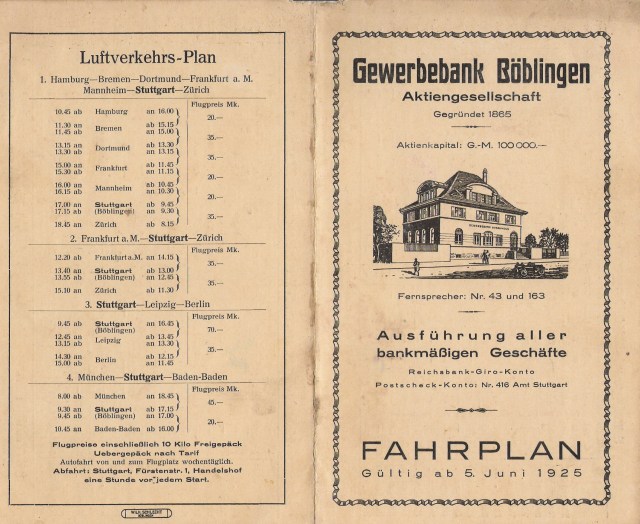 Luftverkehrs-Plan
1. Hamburg—Bremen—Dortmund—Frankfurt a. M.
Mannheim—Stuttgart—Zürich
Flugpreis Mk.
10.45 ab Hamburg an 16.00
20.—
11.30 an Bremen ab 15.15
11.45 ab an 15.00
35.—
13.15 an Dortmund ab 13.30
13.30 ab an 13.15
35.—
15.00 an Frankfurt ab 11.45
15.30 ab an 11.15
20.—
16.00 an Mannheim ab 10.45
16.15 ab an 10.30
20.—
17.00 an Stuttgart ab 9.45
17.15 ab (Böblingen) an 9.30
35.—
18.45 an Zürich ab 8.15
2. Frankfurt a.M.—Stuttgart—Zürich
Flugpreis Mk.
12.20 ab Frankfurt a.M. an 14.15
35.—
13.40 an Stuttgart ab 13.00
13.55 ab (Böblingen) an 12.45
35.—
15.10 an Zürich ab 11.30
3. Stuttgart—Leipzig—Berlin
Flugpreis Mk.
9.45 ab Stuttgart an 16.45
(Böblingen)
70.—
12.45 an Leipzig ab 13.45
13.15 ab an 13.30
35.—
14.30 an Berlin ab 12.15
15.00 an ab 11.45
4. München—Stuttgart—Baden-Baden
Flugpreis Mk.
8.00 ab München an 18.45
45.—
9.30 an Stuttgart ab 17.15
9.45 ab (Böblingen) an 17.00
20.—
10.45 an Baden-Baden ab 16.00
Flugpreise einschließlich 10 Kilo Freigepäck
Uebergepäck nach Tarif
Autofahrt von und zum Flugplatz wochentäglich.
Abfahrt: Stuttgart, Fürstenstr. 1, Handelshof
eine Stunde vor jedem Start.
WILH. SCHLECHT
BÖBLINGEN
Gewerbebank Böblingen
Aktiengesellschaft
Gegründet 1865
Aktienkapital: G.-M. 100 000.—
Fernsprecher: Nr. 43 und 163
Ausführung aller
bankmäßigen Geschäfte
Reichsbank-Giro-Konto
Postscheck-Konto: Nr. 416 Amt Stuttgart
FAHRPLAN
Gültig ab 5. Juni 1925